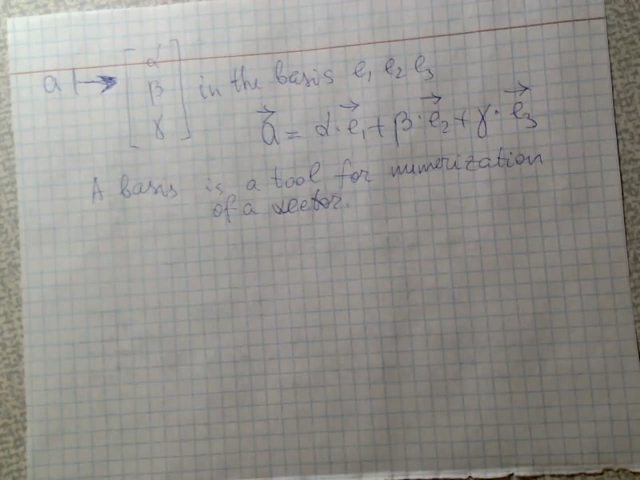 a ↦ [α β γ] in the basis e₁ e₂ e₃
a⃗ = α·e⃗₁ + β·e⃗₂ + γ·e⃗₃
A basis is a tool for numerization
of a vector.